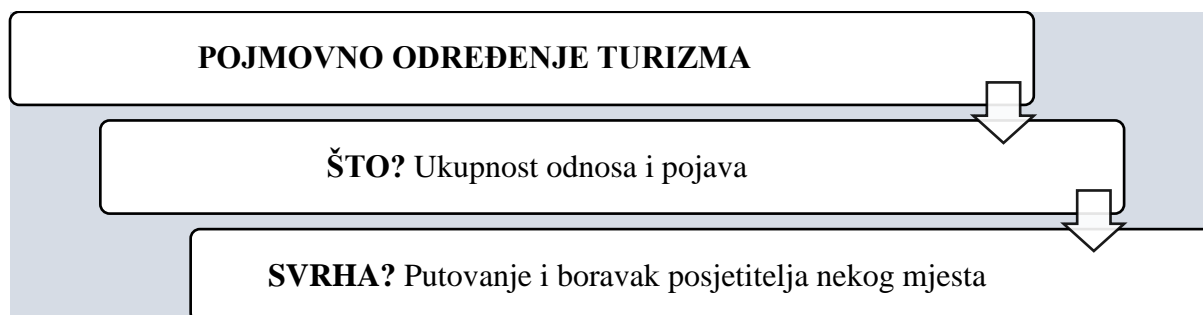 POJMOVNO ODREĐENJE TURIZMA
ŠTO? Ukupnost odnosa i pojava
SVRHA? Putovanje i boravak posjetitelja nekog mjesta